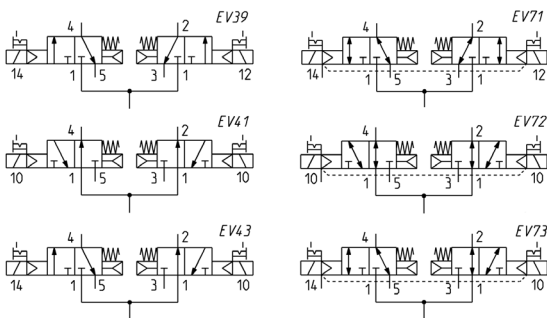 4 2 EV39
14 1 5 3 1 12
4 2 EV71
14 1 5 3 1 12
4 2 EV41
10 1 5 3 1 10
4 2 EV72
10 1 5 3 1 10
4 2 EV43
14 1 5 3 1 10
4 2 EV73
14 1 5 3 1 10